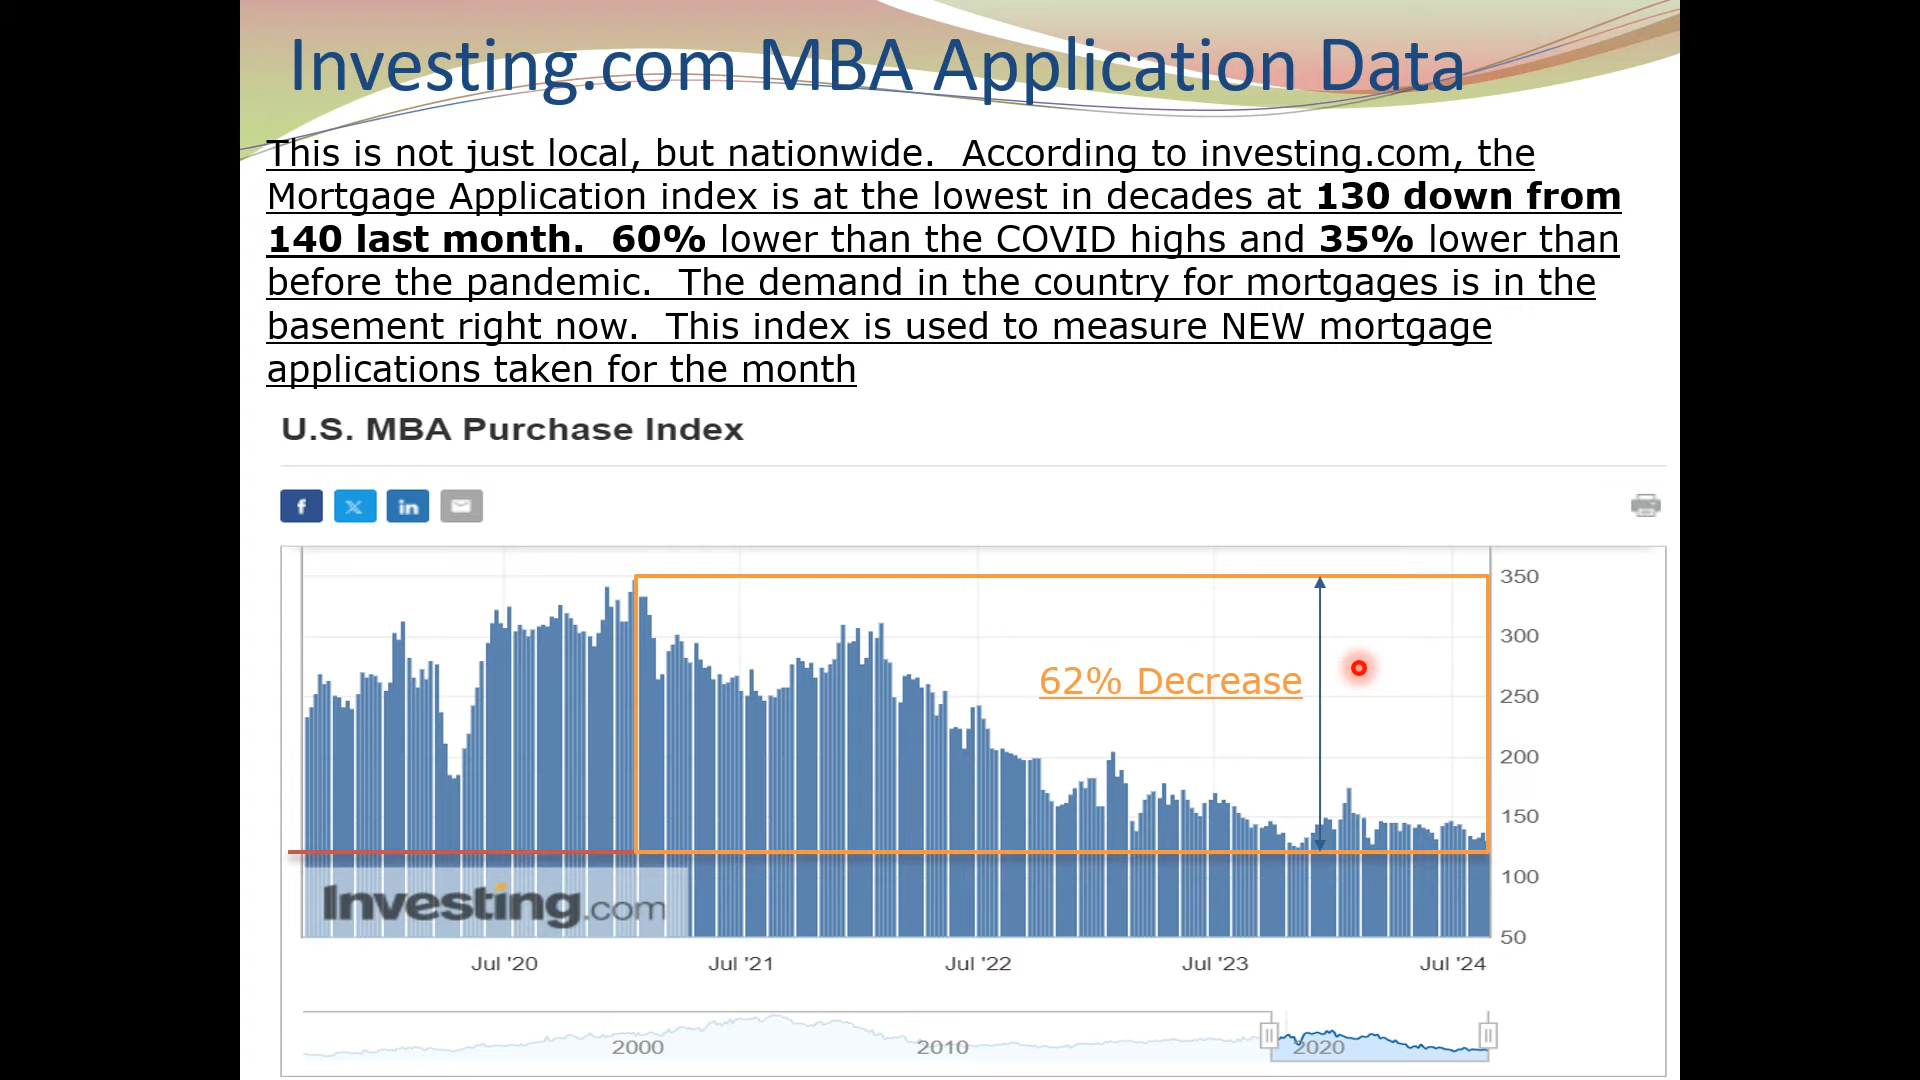 Investing.com MBA Application Data
This is not just local, but nationwide.  According to investing.com, the
Mortgage Application index is at the lowest in decades at 130 down from
140 last month.  60% lower than the COVID highs and 35% lower than
before the pandemic.  The demand in the country for mortgages is in the
basement right now.  This index is used to measure NEW mortgage
applications taken for the month
U.S. MBA Purchase Index
f X in
350
300
62% Decrease
250
200
150
100
Investing.com
50
Jul '20 Jul '21 Jul '22 Jul '23 Jul '24
2000 2010 2020